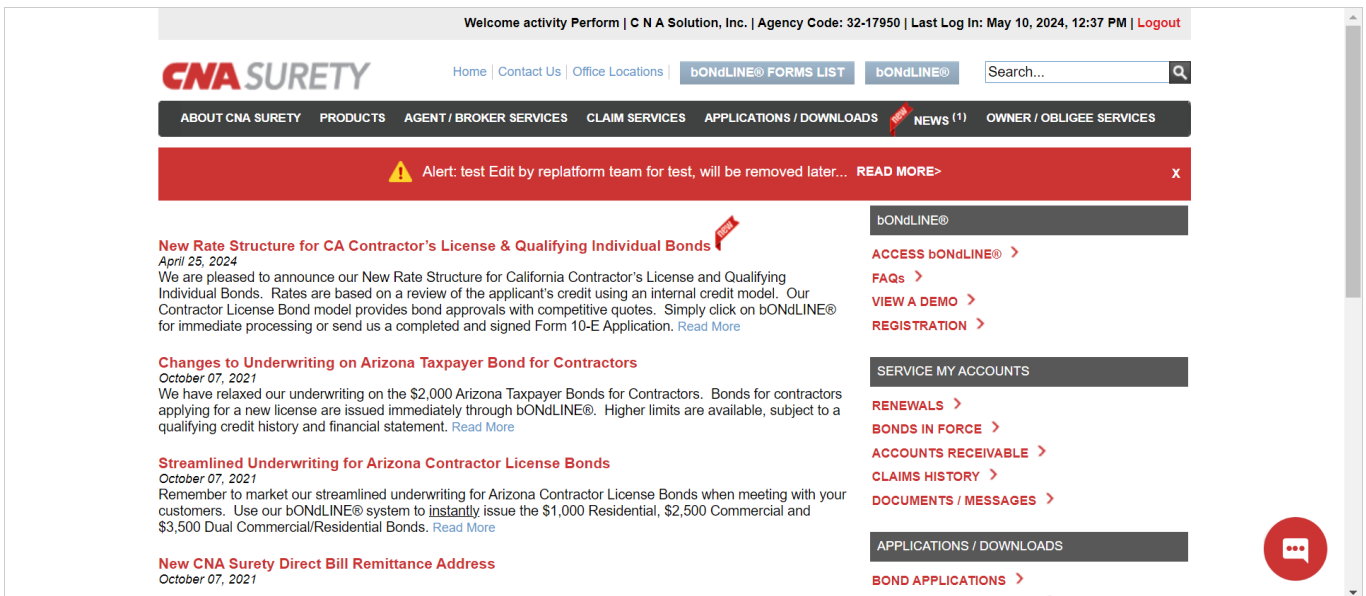 Welcome activity Perform | C N A Solution, Inc. | Agency Code: 32-17950 | Last Log In: May 10, 2024, 12:37 PM | Logout
CNA SURETY
Home | Contact Us | Office Locations |
bONdLINE® FORMS LIST
bONdLINE®
Search...
ABOUT CNA SURETY
PRODUCTS
AGENT / BROKER SERVICES
CLAIM SERVICES
APPLICATIONS / DOWNLOADS
new
NEWS (1)
OWNER / OBLIGEE SERVICES
Alert: test Edit by replatform team for test, will be removed later... READ MORE>
X
New Rate Structure for CA Contractor’s License & Qualifying Individual Bonds
new
April 25, 2024
We are pleased to announce our New Rate Structure for California Contractor’s License and Qualifying
Individual Bonds. Rates are based on a review of the applicant’s credit using an internal credit model. Our
Contractor License Bond model provides bond approvals with competitive quotes. Simply click on bONdLINE®
for immediate processing or send us a completed and signed Form 10-E Application. Read More
Changes to Underwriting on Arizona Taxpayer Bond for Contractors
October 07, 2021
We have relaxed our underwriting on the $2,000 Arizona Taxpayer Bonds for Contractors. Bonds for contractors
applying for a new license are issued immediately through bONdLINE®. Higher limits are available, subject to a
qualifying credit history and financial statement. Read More
Streamlined Underwriting for Arizona Contractor License Bonds
October 07, 2021
Remember to market our streamlined underwriting for Arizona Contractor License Bonds when meeting with your
customers. Use our bONdLINE® system to instantly issue the $1,000 Residential, $2,500 Commercial and
$3,500 Dual Commercial/Residential Bonds. Read More
New CNA Surety Direct Bill Remittance Address
October 07, 2021
bONdLINE®
ACCESS bONdLINE®
FAQs
VIEW A DEMO
REGISTRATION
SERVICE MY ACCOUNTS
RENEWALS
BONDS IN FORCE
ACCOUNTS RECEIVABLE
CLAIMS HISTORY
DOCUMENTS / MESSAGES
APPLICATIONS / DOWNLOADS
BOND APPLICATIONS